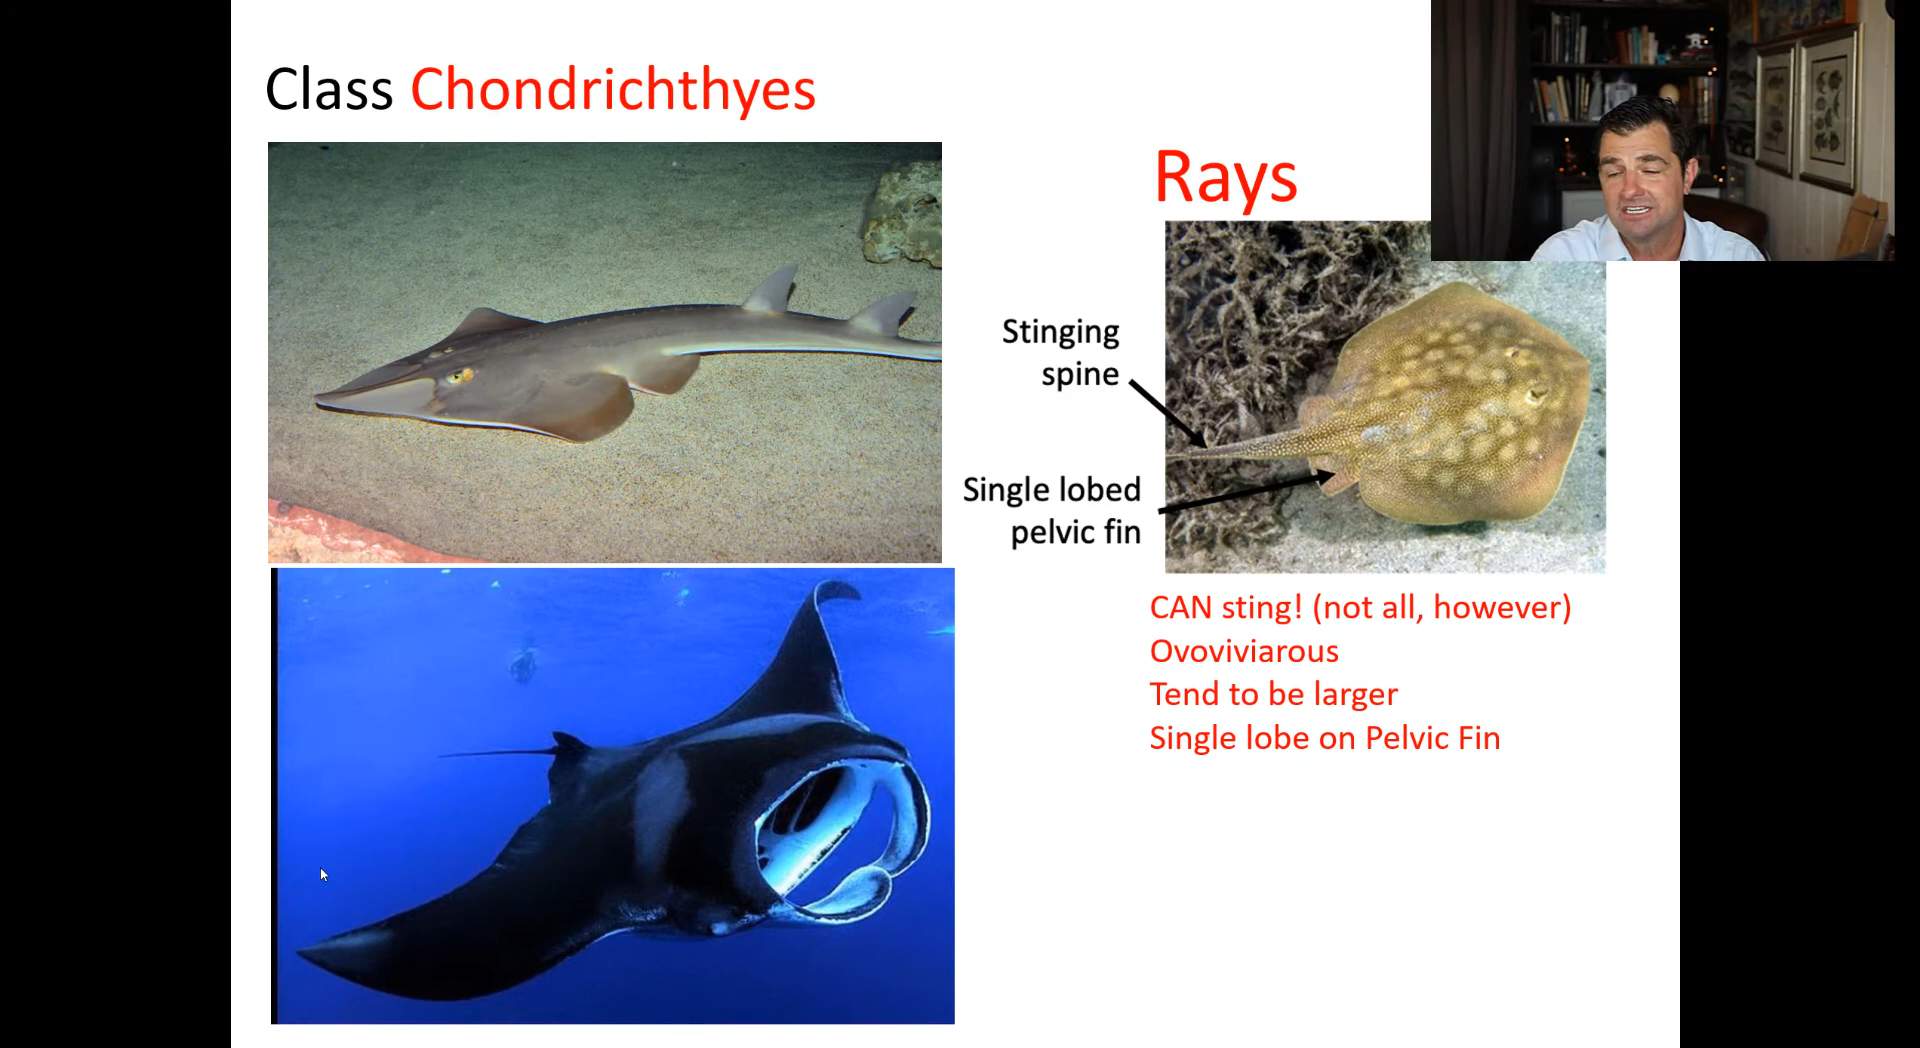 Class Chondrichthyes
Rays
Stinging
spine
Single lobed
pelvic fin
CAN sting! (not all, however)
Ovoviviarous
Tend to be larger
Single lobe on Pelvic Fin